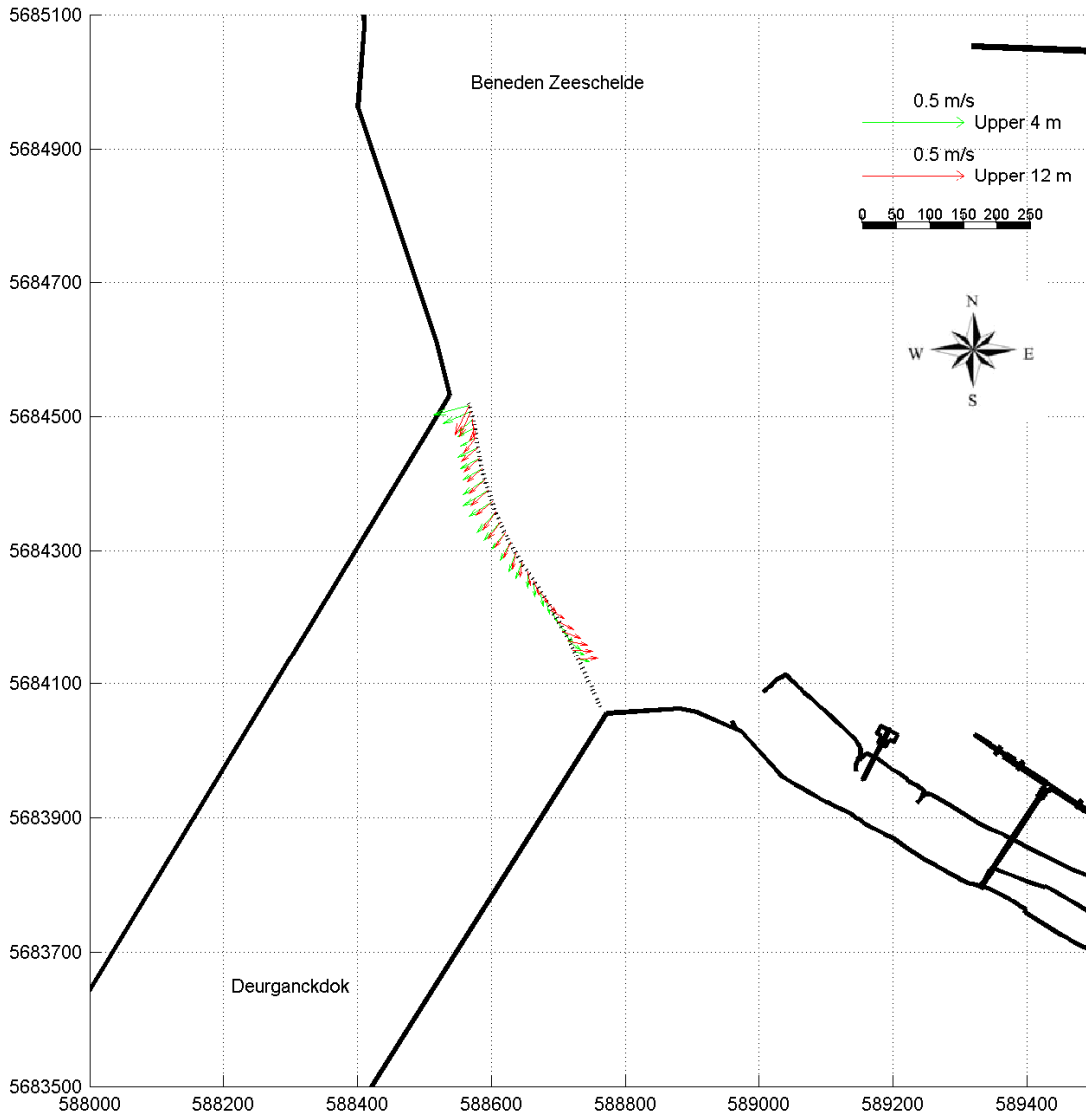 5685100
Beneden Zeeschelde
0.5 m/s
Upper 4 m
5684900
0.5 m/s
Upper 12 m
0 50 100 150 200 250
5684700
N
W E
S
5684500
5684300
5684100
5683900
5683700
Deurganckdok
5683500
588000 588200 588400 588600 588800 589000 589200 589400